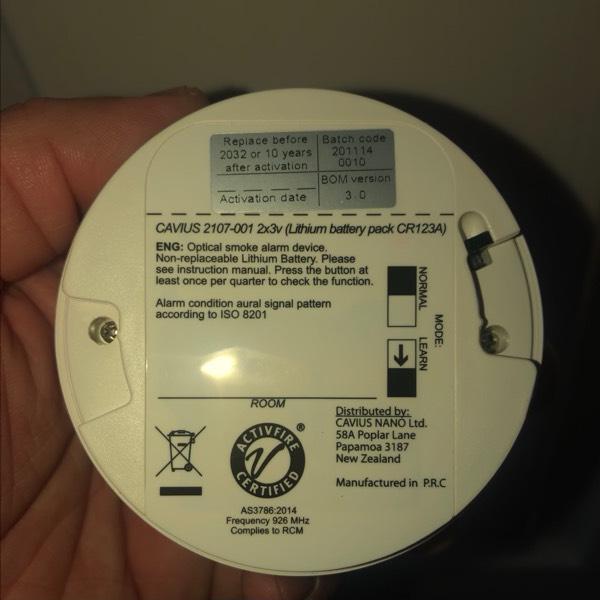 Replace before
2032 or 10 years
after activation
Activation date
Batch code
201114
0010
BOM version
3.0
CAVIUS 2107-001 2x3v (Lithium battery pack CR123A)
ENG: Optical smoke alarm device.
Non-replaceable Lithium Battery. Please
see instruction manual. Press the button at
least once per quarter to check the function.
Alarm condition aural signal pattern
according to ISO 8201
NORMAL
MODE:
LEARN
ROOM
ACTIVFIRE®
CERTIFIED
AS3786:2014
Frequency 926 MHz
Complies to RCM
Distributed by:
CAVIUS NANO Ltd.
58A Poplar Lane
Papamoa 3187
New Zealand
Manufactured in P.R.C